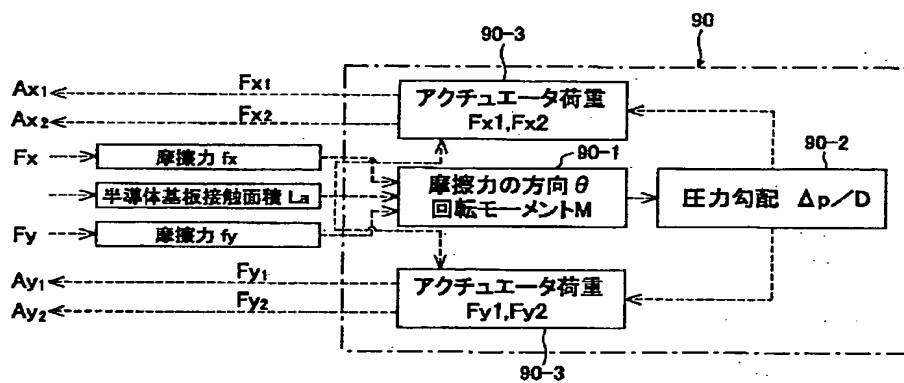 90
90-3
Ax1
Fx1
アクチュエータ荷重
Fx1,Fx2
Ax2
Fx2
90-2
90-1
Fx
摩擦力 fx
摩擦力の方向 θ
回転モーメントM
圧力勾配 Δp/D
半導体基板接触面積 La
Fy
摩擦力 fy
Ay1
Fy1
アクチュエータ荷重
Fy1,Fy2
Ay2
Fy2
90-3